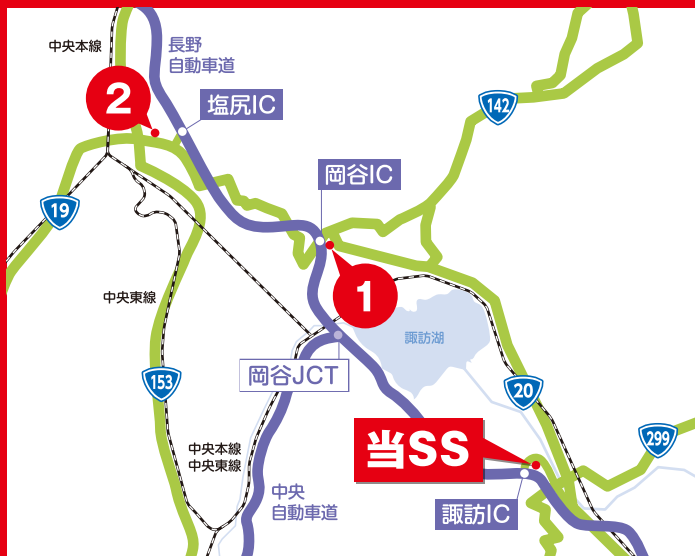 中央本線
長野
自動車道
2
塩尻IC
142
岡谷IC
19
1
中央東線
諏訪湖
岡谷JCT
153
20
当SS
299
中央本線
中央東線
中央
自動車道
諏訪IC